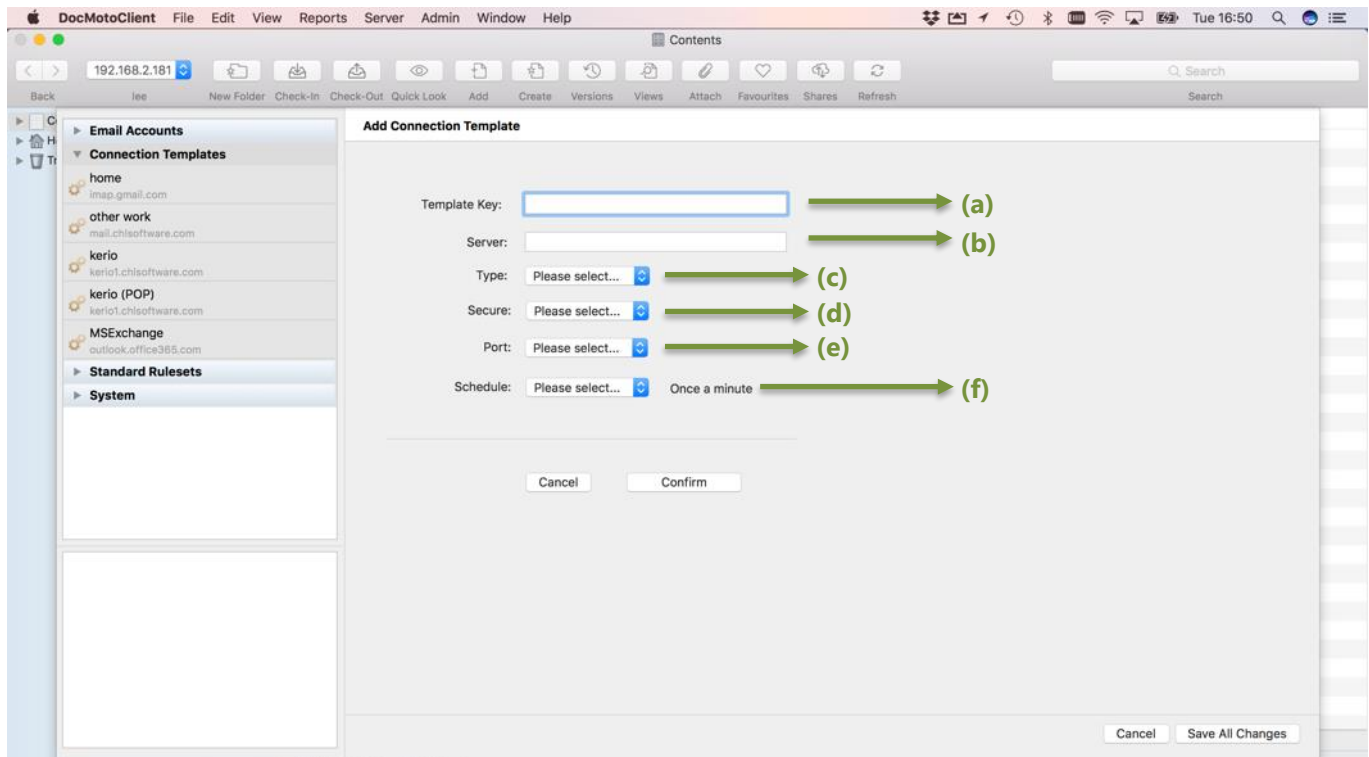 DocMotoClient File Edit View Reports Server Admin Window Help Tue 16:50
Contents
192.168.2.181 Search
Back lee New Folder Check-In Check-Out Quick Look Add Create Versions Views Attach Favourites Shares Refresh Search
C
H
Tr
Email Accounts
Connection Templates
home
imap.gmail.com
other work
mail.chlsoftware.com
kerio
kerio1.chlsoftware.com
kerio (POP)
kerio1.chlsoftware.com
MSExchange
outlook.office365.com
Standard Rulesets
System
Add Connection Template
Template Key: (a)
Server: (b)
Type: Please select... (c)
Secure: Please select... (d)
Port: Please select... (e)
Schedule: Please select... Once a minute (f)
Cancel Confirm
Cancel Save All Changes